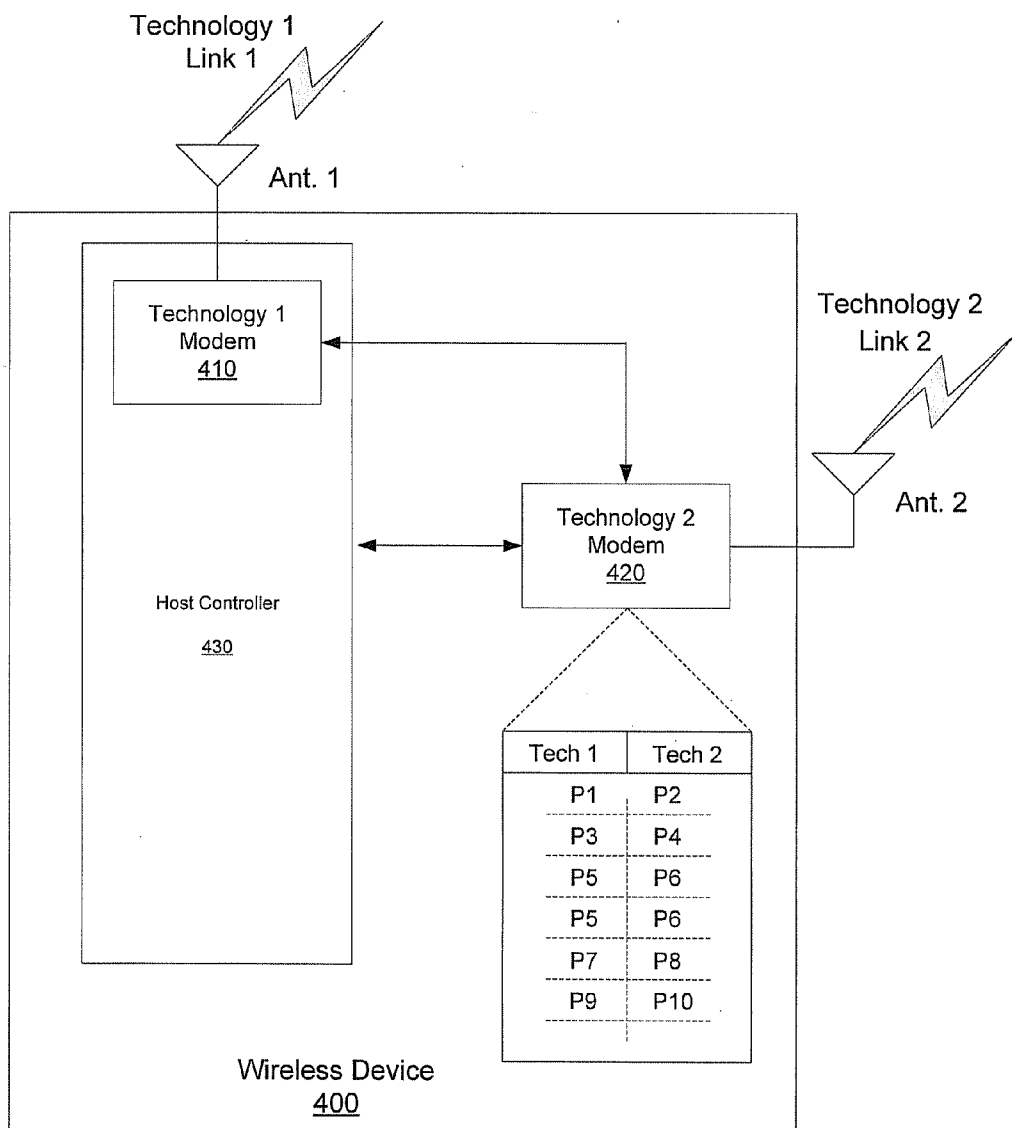 Technology 1
Link 1
Ant. 1
Technology 1
Modem
410
Technology 2
Link 2
Ant. 2
Technology 2
Modem
420
Host Controller
430
Tech 1 Tech 2
P1 P2
P3 P4
P5 P6
P5 P6
P7 P8
P9 P10
Wireless Device
400